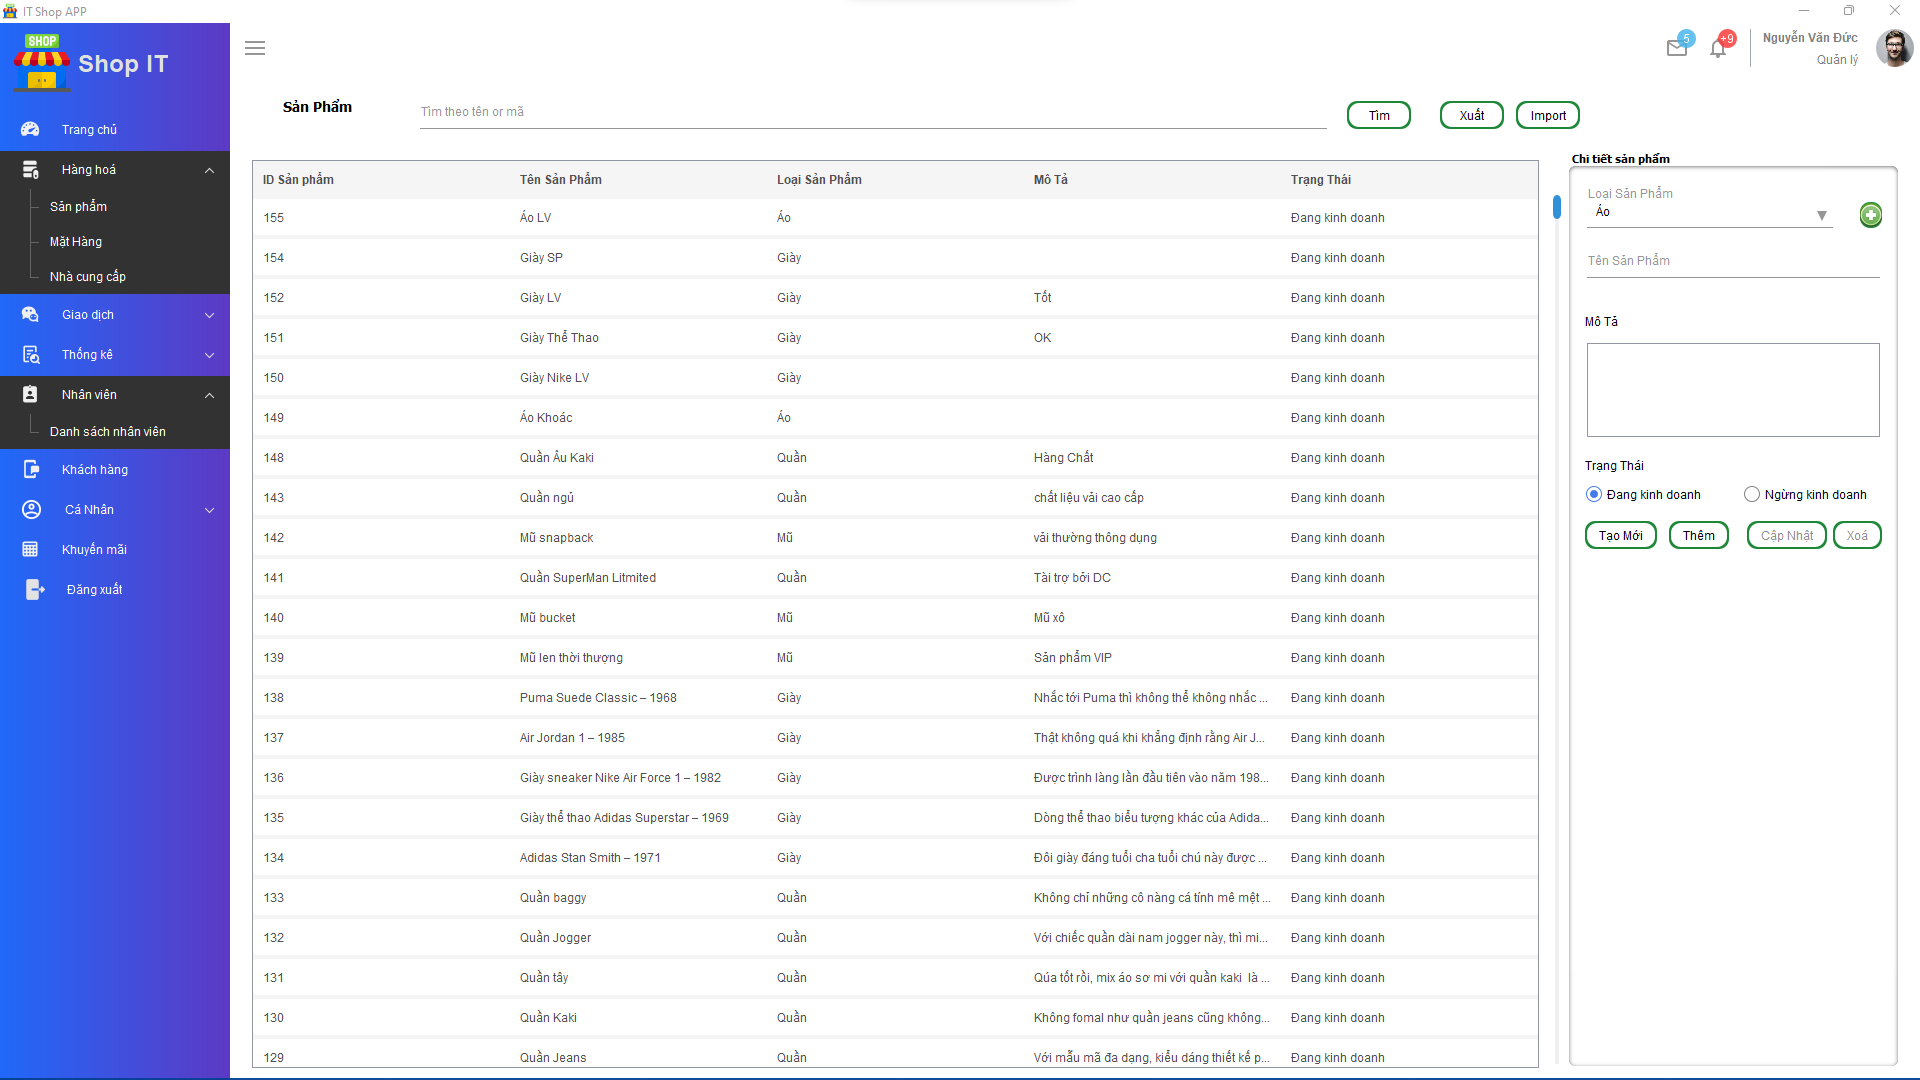 IT Shop APP
SHOP
Shop IT
5
+9
Nguyễn Văn Đức
Quản lý
Trang chủ
Hàng hoá
Sản phẩm
Mặt Hàng
Nhà cung cấp
Giao dịch
Thống kê
Nhân viên
Danh sách nhân viên
Khách hàng
Cá Nhân
Khuyến mãi
Đăng xuất
Sản Phẩm
Tìm theo tên or mã
Tìm
Xuất
Import
ID Sản phẩm Tên Sản Phẩm Loại Sản Phẩm Mô Tả Trạng Thái
155 Áo LV Áo Đang kinh doanh
154 Giày SP Giày Đang kinh doanh
152 Giày LV Giày Tốt Đang kinh doanh
151 Giày Thể Thao Giày OK Đang kinh doanh
150 Giày Nike LV Giày Đang kinh doanh
149 Áo Khoác Áo Đang kinh doanh
148 Quần Âu Kaki Quần Hàng Chất Đang kinh doanh
143 Quần ngủ Quần chất liệu vải cao cấp Đang kinh doanh
142 Mũ snapback Mũ vải thường thông dụng Đang kinh doanh
141 Quần SuperMan Litmited Quần Tài trợ bởi DC Đang kinh doanh
140 Mũ bucket Mũ Mũ xô Đang kinh doanh
139 Mũ len thời thượng Mũ Sản phẩm VIP Đang kinh doanh
138 Puma Suede Classic – 1968 Giày Nhắc tới Puma thì không thể không nhắc ... Đang kinh doanh
137 Air Jordan 1 – 1985 Giày Thật không quá khi khẳng định rằng Air J... Đang kinh doanh
136 Giày sneaker Nike Air Force 1 – 1982 Giày Được trình làng lần đầu tiên vào năm 198... Đang kinh doanh
135 Giày thể thao Adidas Superstar – 1969 Giày Dòng thể thao biểu tượng khác của Adida... Đang kinh doanh
134 Adidas Stan Smith – 1971 Giày Đôi giày đáng tuổi cha tuổi chú này được ... Đang kinh doanh
133 Quần baggy Quần Không chỉ những cô nàng cá tính mê mệt ... Đang kinh doanh
132 Quần Jogger Quần Với chiếc quần dài nam jogger này, thì mi... Đang kinh doanh
131 Quần tây Quần Qúa tốt rồi, mix áo sơ mi với quần kaki  là ... Đang kinh doanh
130 Quần Kaki Quần Không fomal như quần jeans cũng không... Đang kinh doanh
129 Quần Jeans Quần Với mẫu mã đa dạng, kiểu dáng thiết kế p... Đang kinh doanh
Chi tiết sản phẩm
Loại Sản Phẩm
Áo
Tên Sản Phẩm
Mô Tả
Trạng Thái
Đang kinh doanh
Ngừng kinh doanh
Tạo Mới
Thêm
Cập Nhật
Xoá